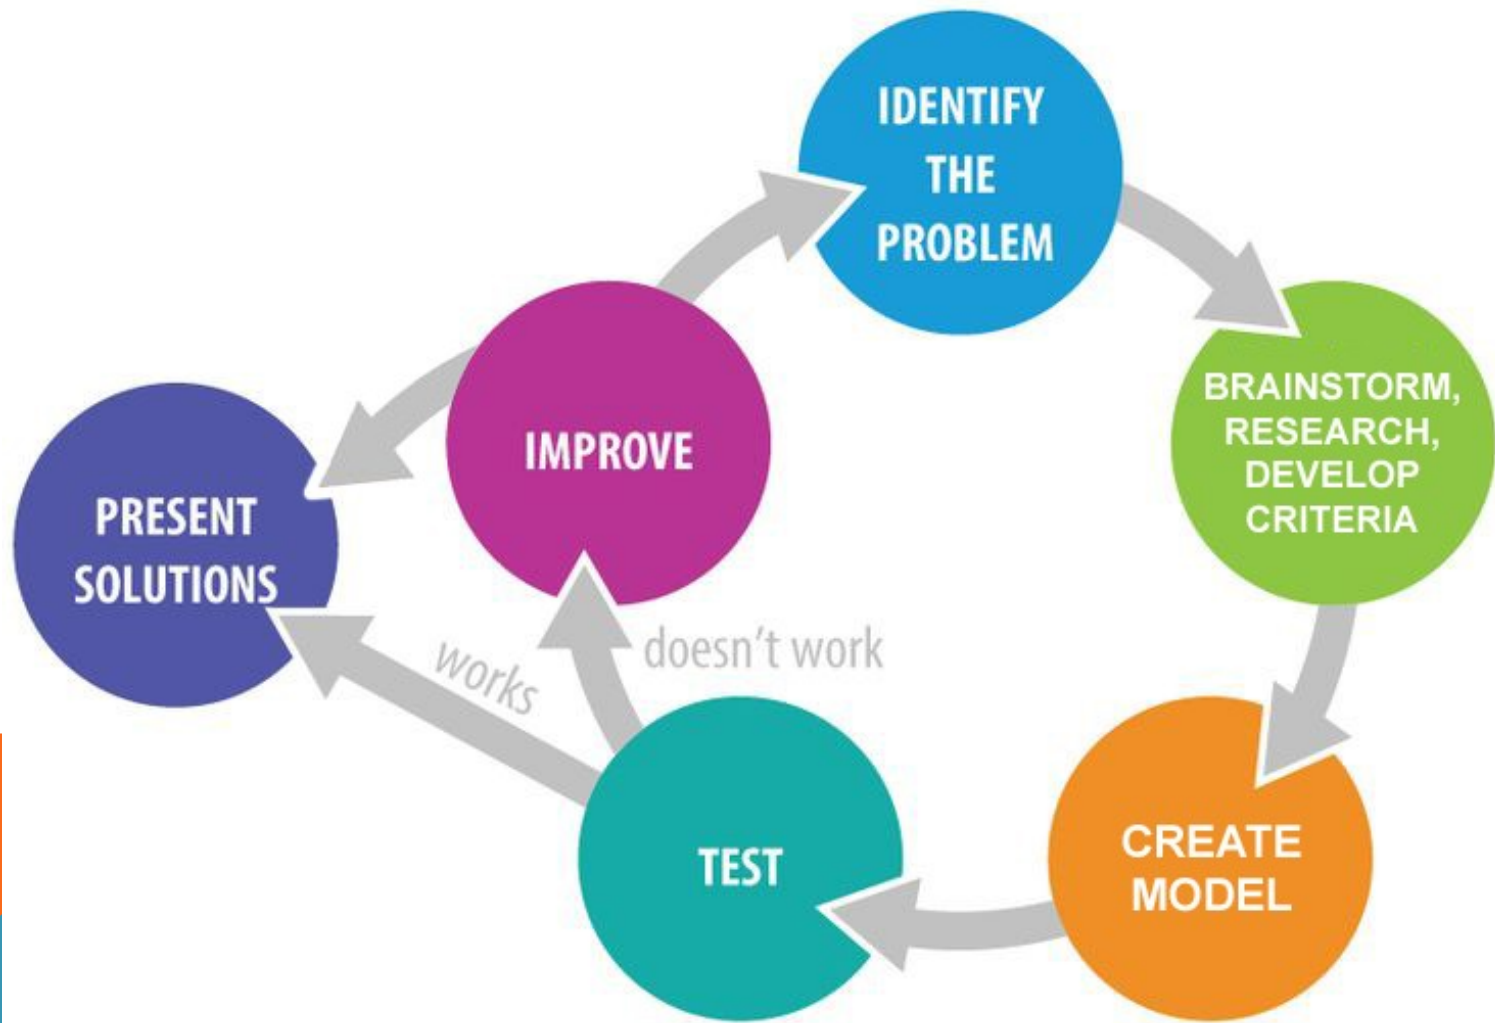 IDENTIFY
THE
PROBLEM
BRAINSTORM,
RESEARCH,
DEVELOP
CRITERIA
CREATE
MODEL
TEST
works
doesn't work
IMPROVE
PRESENT
SOLUTIONS